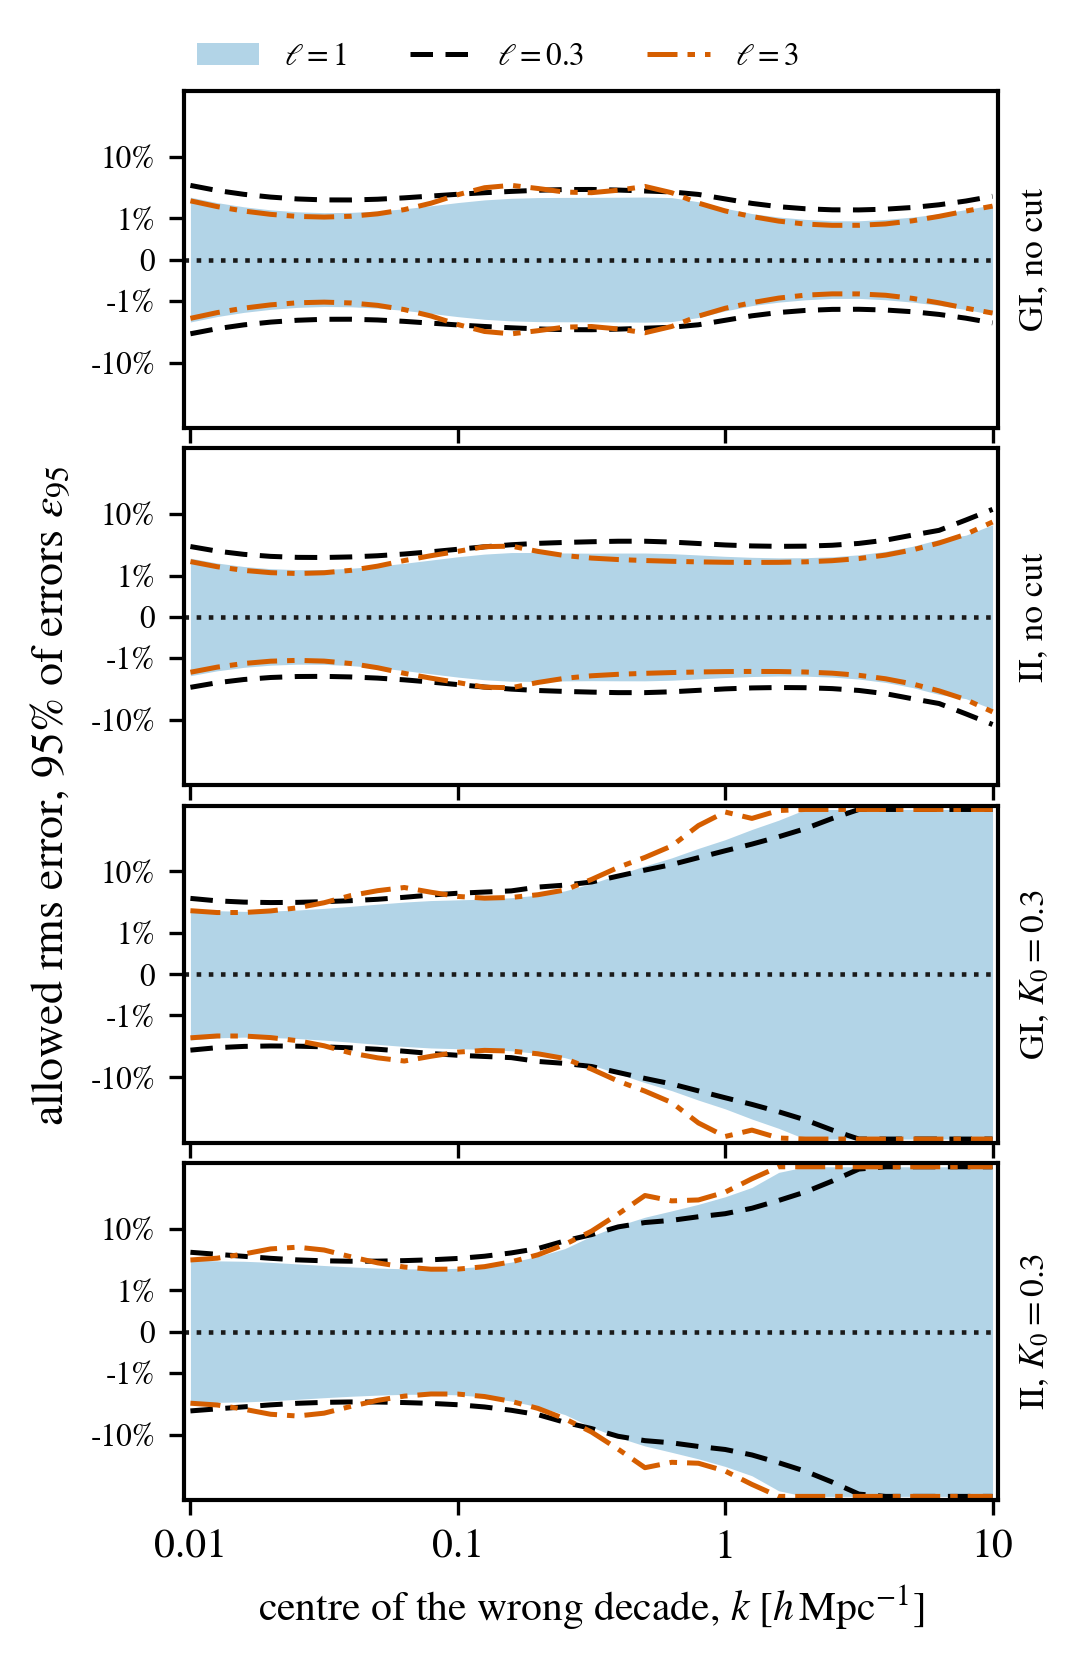 ℓ = 1 ℓ = 0.3 ℓ = 3
10%
1%
0
-1%
-10%
GI, no cut
10%
1%
0
-1%
-10%
II, no cut
allowed rms error, 95% of errors ε95
10%
1%
0
-1%
-10%
GI, K0 = 0.3
10%
1%
0
-1%
-10%
II, K0 = 0.3
0.01 0.1 1 10
centre of the wrong decade, k [h Mpc−1]